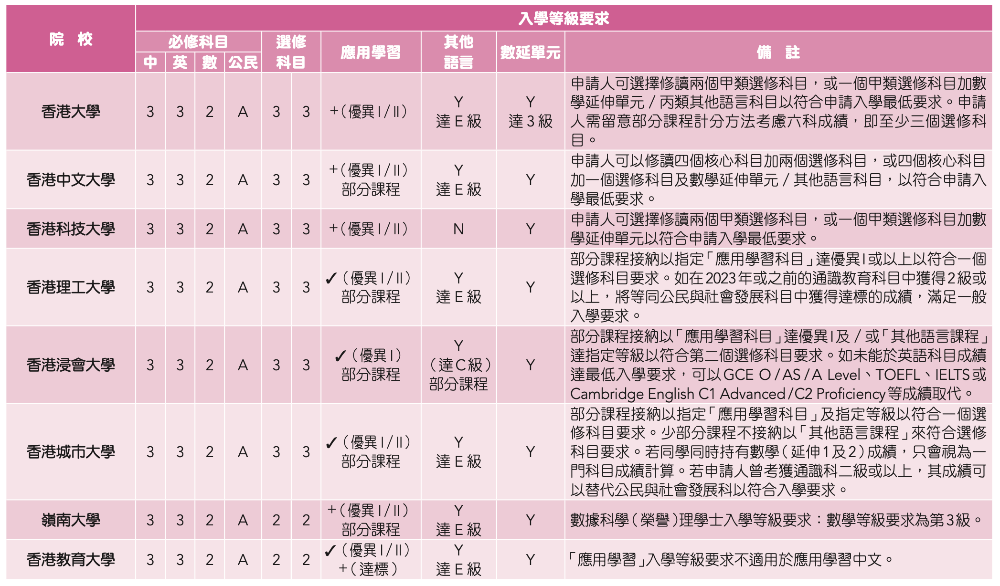 院　校
入學等級要求
必修科目
選修
科目
應用學習
其他
語言
數延單元
備　註
中 英 數 公民
香港大學 3 3 2 A 3 3 +(優異 I / II) Y
達 E 級 Y
達 3 級
申請人可選擇修讀兩個甲類選修科目，或一個甲類選修科目加數
學延伸單元 / 丙類其他語言科目以符合申請入學最低要求。申請
人需留意部分課程計分方法考慮六科成績，即至少三個選修科
目。
香港中文大學 3 3 2 A 3 3 +(優異 I / II)
部分課程 Y
達 E 級 Y
申請人可以修讀四個核心科目加兩個選修科目，或四個核心科目
加一個選修科目及數學延伸單元 / 其他語言科目，以符合申請入
學最低要求。
香港科技大學 3 3 2 A 3 3 +(優異 I / II) N Y
申請人可選擇修讀兩個甲類選修科目，或一個甲類選修科目加數
學延伸單元以符合申請入學最低要求。
香港理工大學 3 3 2 A 3 3 ✓(優異 I / II)
部分課程 Y
達 E 級 Y
部分課程接納以指定「應用學習科目」達優異I或以上以符合一個
選修科目要求。如在2023年或之前的通識教育科目中獲得2級或
以上，將等同公民與社會發展科目中獲得達標的成績，滿足一般
入學要求。
香港浸會大學 3 3 2 A 3 3 ✓(優異 I)
部分課程 Y
(達C級)
部分課程 Y
部分課程接納以「應用學習科目」達優異I及 / 或「其他語言課程」
達指定等級以符合第二個選修科目要求。如未能於英語科目成績
達最低入學要求，可以GCE O / AS / A Level、TOEFL、IELTS或
Cambridge English C1 Advanced /C2 Proficiency等成績取代。
香港城市大學 3 3 2 A 3 3 ✓(優異 I / II)
部分課程 Y
達 E 級 Y
部分課程接納以指定「應用學習科目」及指定等級以符合一個選
修科目要求。少部分課程不接納以「其他語言課程」來符合選修
科目要求。若同學同時持有數學(延伸1及2)成績，只會視為一
門科目成績計算。若申請人曾考獲通識科二級或以上，其成績可
以替代公民與社會發展科以符合入學要求。
嶺南大學 3 3 2 A 2 2 +(優異 I / II)
部分課程 Y
達 E 級 Y
數據科學(榮譽)理學士入學等級要求：數學等級要求為第3級。
香港教育大學 3 3 2 A 2 2 ✓(優異 I / II)
+(達標) Y
達 E 級 Y
「應用學習」入學等級要求不適用於應用學習中文。